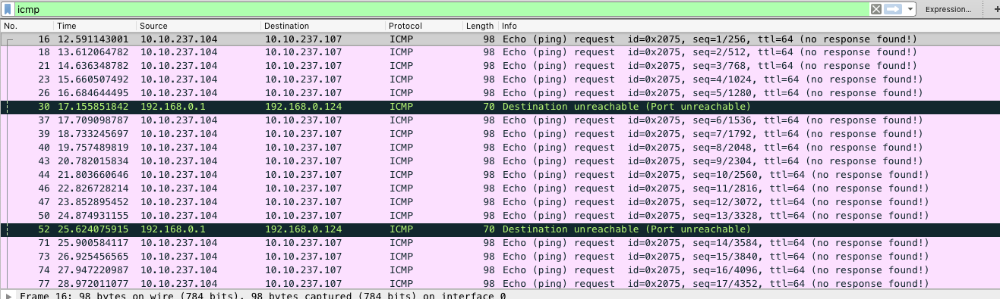 icmp Expression... +
No. Time Source Destination Protocol Length Info
16 12.591143001 10.10.237.104 10.10.237.107 ICMP 98 Echo (ping) request id=0x2075, seq=1/256, ttl=64 (no response found!)
18 13.612064782 10.10.237.104 10.10.237.107 ICMP 98 Echo (ping) request id=0x2075, seq=2/512, ttl=64 (no response found!)
21 14.636348782 10.10.237.104 10.10.237.107 ICMP 98 Echo (ping) request id=0x2075, seq=3/768, ttl=64 (no response found!)
23 15.660507492 10.10.237.104 10.10.237.107 ICMP 98 Echo (ping) request id=0x2075, seq=4/1024, ttl=64 (no response found!)
26 16.684644495 10.10.237.104 10.10.237.107 ICMP 98 Echo (ping) request id=0x2075, seq=5/1280, ttl=64 (no response found!)
30 17.155851842 192.168.0.1 192.168.0.124 ICMP 70 Destination unreachable (Port unreachable)
37 17.709098787 10.10.237.104 10.10.237.107 ICMP 98 Echo (ping) request id=0x2075, seq=6/1536, ttl=64 (no response found!)
39 18.733245697 10.10.237.104 10.10.237.107 ICMP 98 Echo (ping) request id=0x2075, seq=7/1792, ttl=64 (no response found!)
40 19.757489819 10.10.237.104 10.10.237.107 ICMP 98 Echo (ping) request id=0x2075, seq=8/2048, ttl=64 (no response found!)
43 20.782015834 10.10.237.104 10.10.237.107 ICMP 98 Echo (ping) request id=0x2075, seq=9/2304, ttl=64 (no response found!)
44 21.803660646 10.10.237.104 10.10.237.107 ICMP 98 Echo (ping) request id=0x2075, seq=10/2560, ttl=64 (no response found!)
46 22.826728214 10.10.237.104 10.10.237.107 ICMP 98 Echo (ping) request id=0x2075, seq=11/2816, ttl=64 (no response found!)
47 23.852895452 10.10.237.104 10.10.237.107 ICMP 98 Echo (ping) request id=0x2075, seq=12/3072, ttl=64 (no response found!)
50 24.874931155 10.10.237.104 10.10.237.107 ICMP 98 Echo (ping) request id=0x2075, seq=13/3328, ttl=64 (no response found!)
52 25.624075915 192.168.0.1 192.168.0.124 ICMP 70 Destination unreachable (Port unreachable)
71 25.900584117 10.10.237.104 10.10.237.107 ICMP 98 Echo (ping) request id=0x2075, seq=14/3584, ttl=64 (no response found!)
73 26.925456565 10.10.237.104 10.10.237.107 ICMP 98 Echo (ping) request id=0x2075, seq=15/3840, ttl=64 (no response found!)
74 27.947220987 10.10.237.104 10.10.237.107 ICMP 98 Echo (ping) request id=0x2075, seq=16/4096, ttl=64 (no response found!)
77 28.972011077 10.10.237.104 10.10.237.107 ICMP 98 Echo (ping) request id=0x2075, seq=17/4352, ttl=64 (no response found!)
Frame 16: 98 bytes on wire (784 bits), 98 bytes captured (784 bits) on interface 0